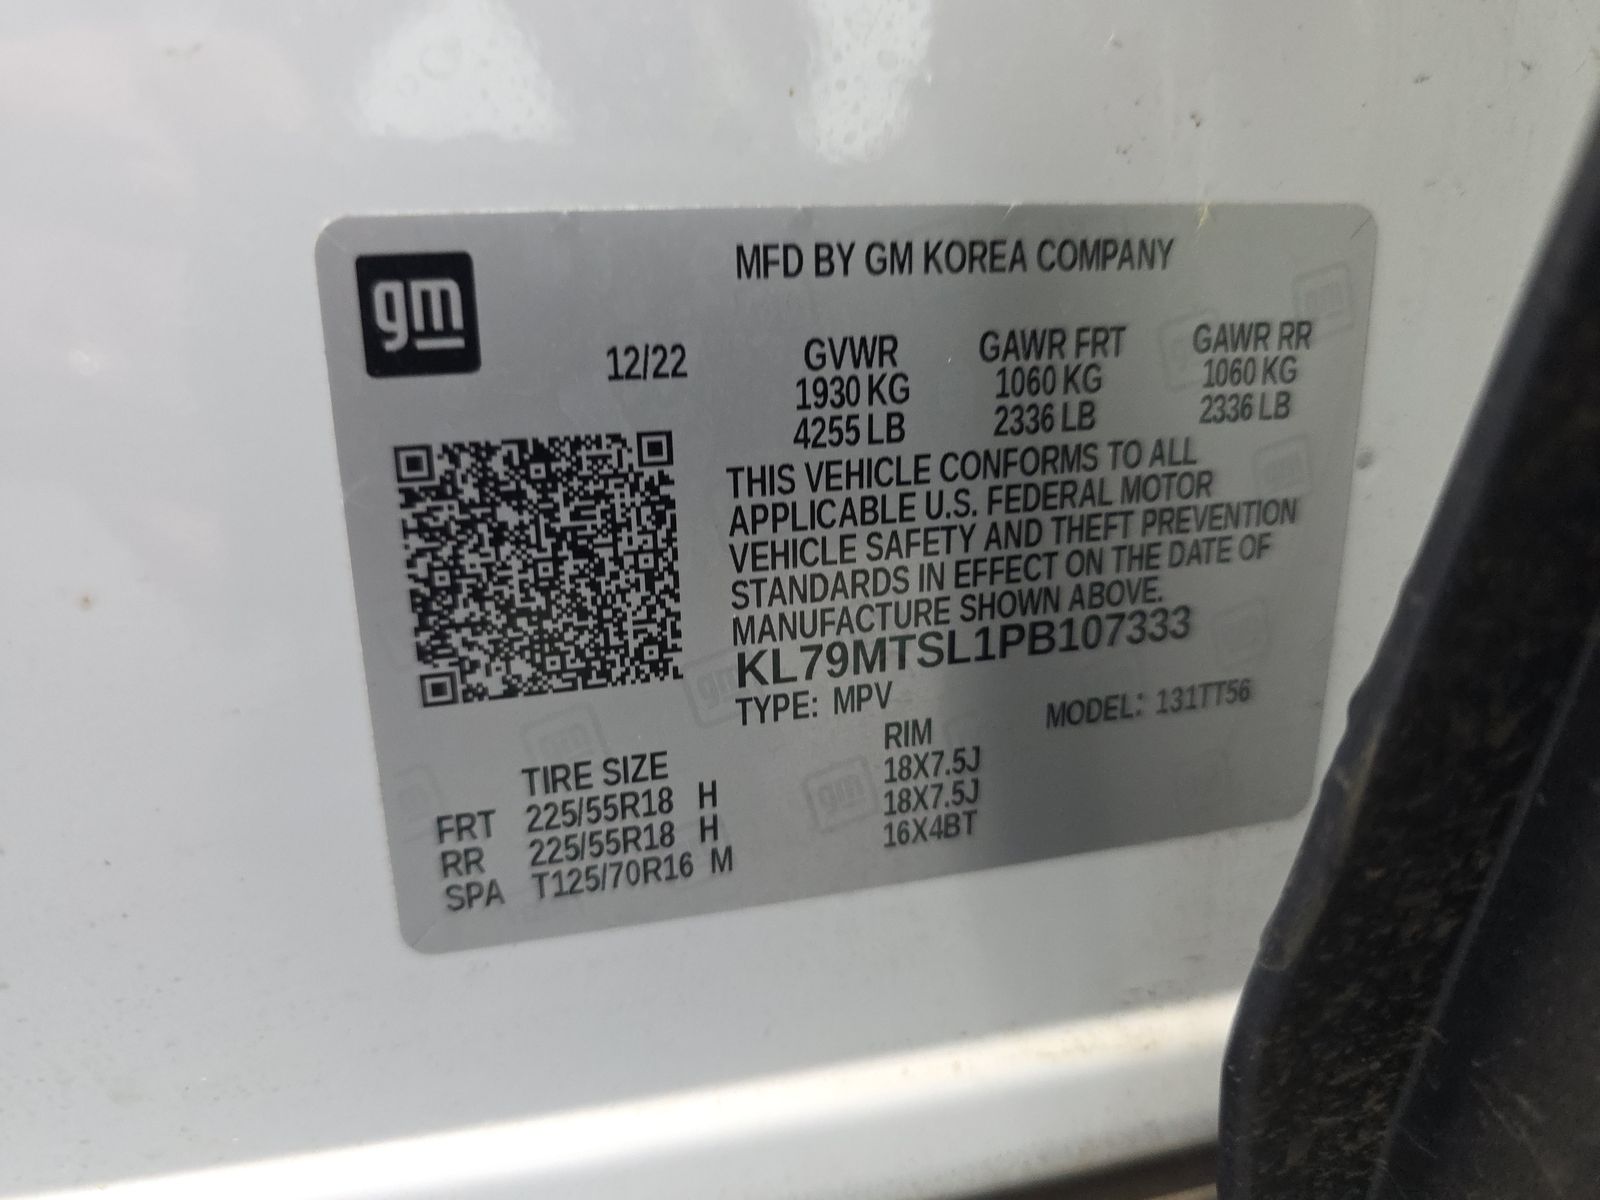 gm
MFD BY GM KOREA COMPANY
12/22
GVWR
1930 KG
4255 LB
GAWR FRT
1060 KG
2336 LB
GAWR RR
1060 KG
2336 LB
THIS VEHICLE CONFORMS TO ALL
APPLICABLE U.S. FEDERAL MOTOR
VEHICLE SAFETY AND THEFT PREVENTION
STANDARDS IN EFFECT ON THE DATE OF
MANUFACTURE SHOWN ABOVE.
KL79MTSL1PB107333
TYPE: MPV
MODEL: 131TT56
TIRE SIZE RIM
FRT 225/55R18 H 18X7.5J
RR 225/55R18 H 18X7.5J
SPA T125/70R16 M 16X4BT